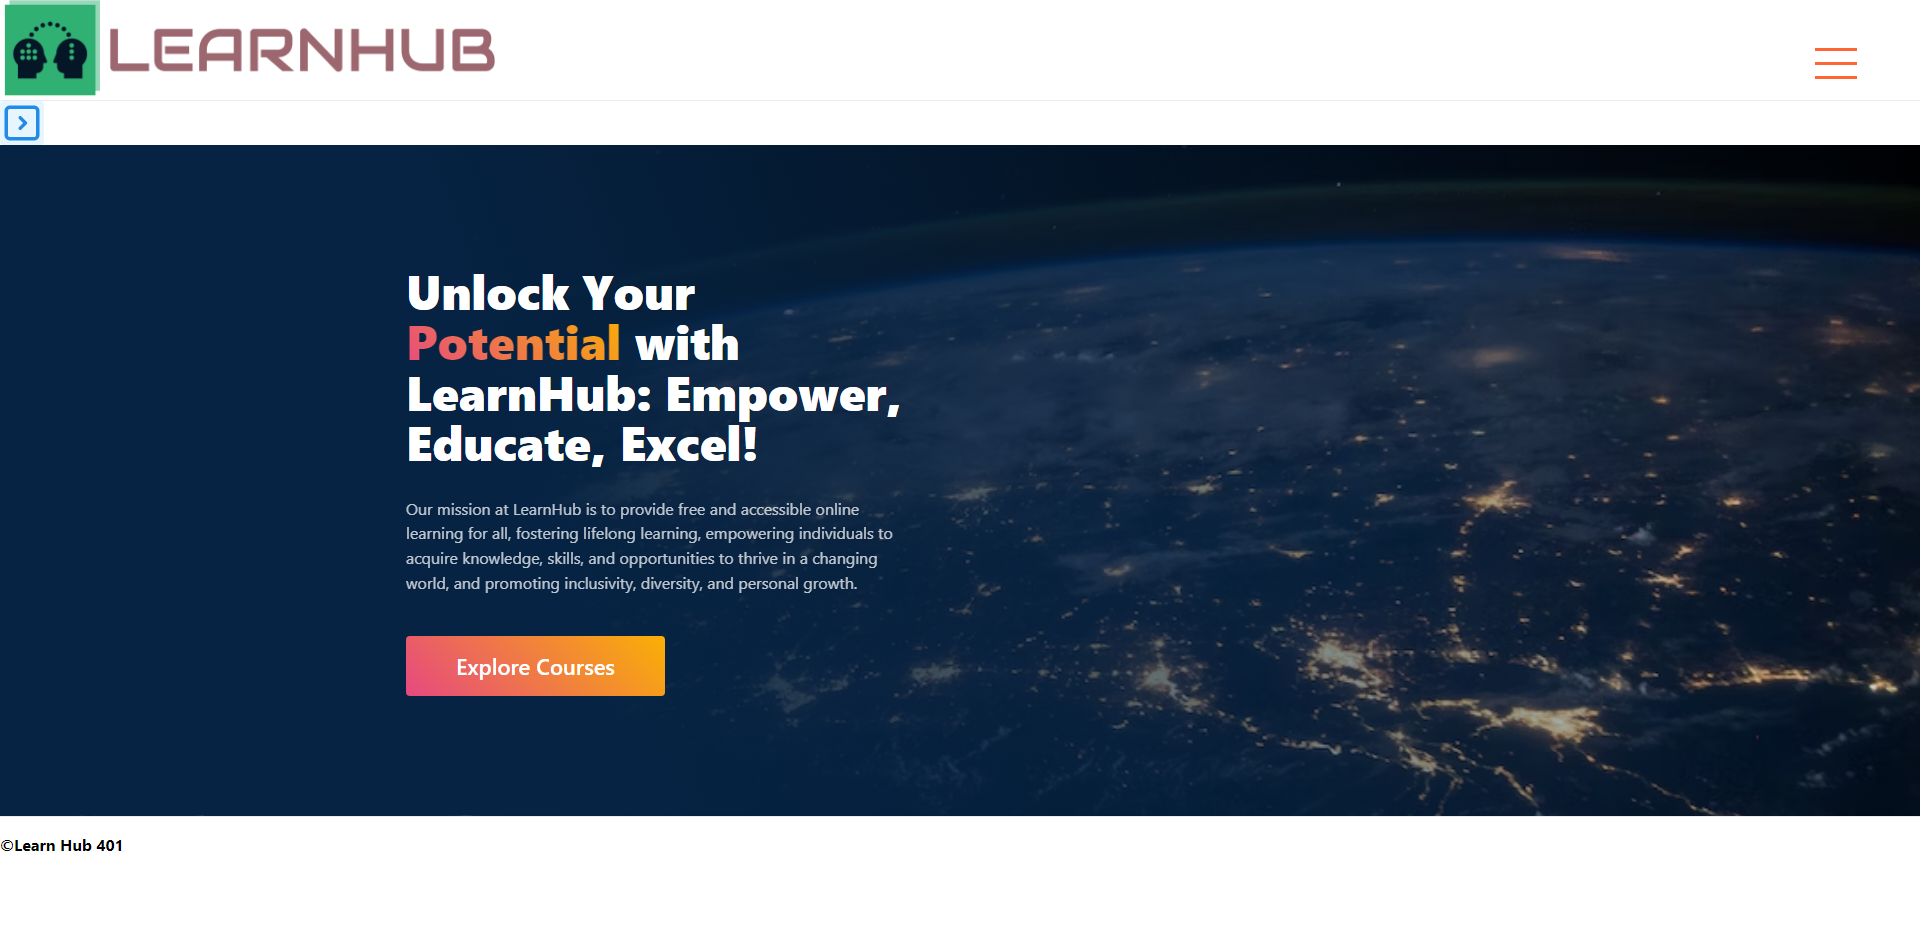 LEARNHUB
Unlock Your
Potential with
LearnHub: Empower,
Educate, Excel!
Our mission at LearnHub is to provide free and accessible online
learning for all, fostering lifelong learning, empowering individuals to
acquire knowledge, skills, and opportunities to thrive in a changing
world, and promoting inclusivity, diversity, and personal growth.
Explore Courses
©Learn Hub 401